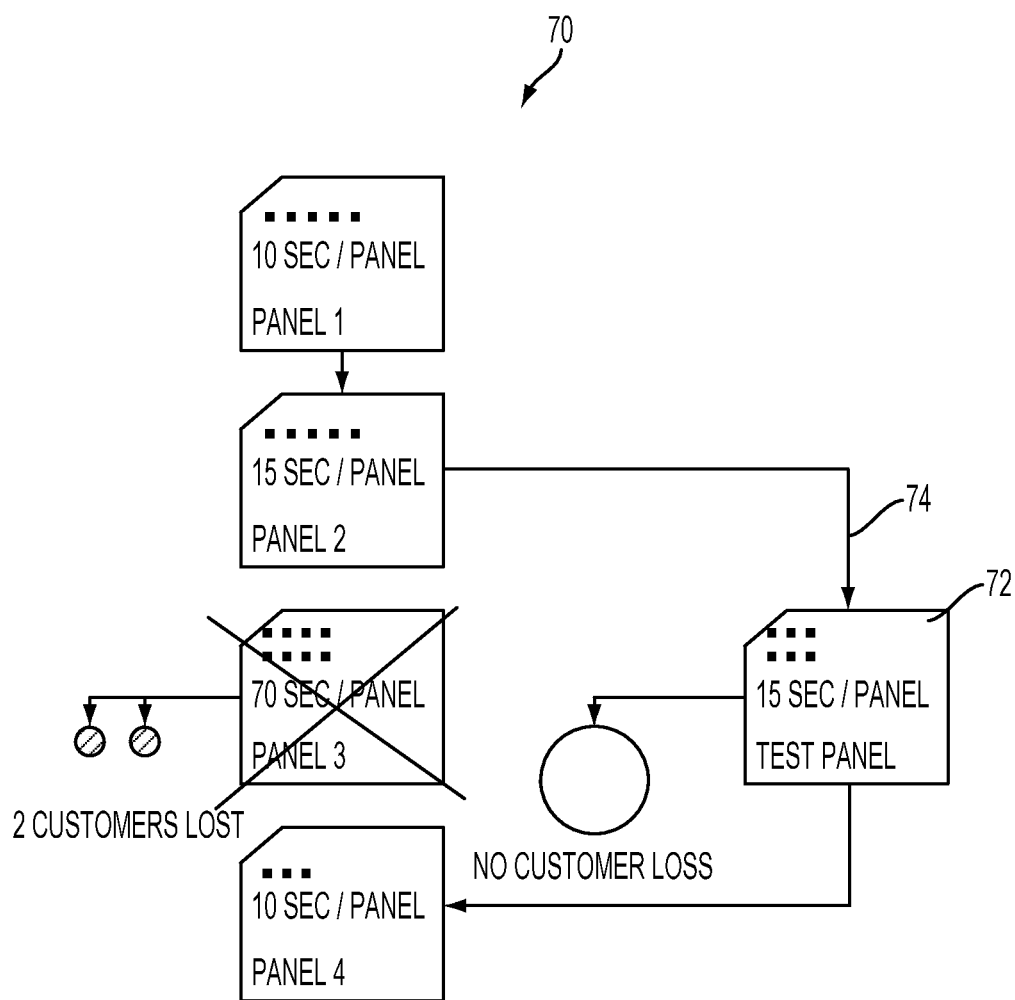 70
10 SEC / PANEL
PANEL 1
15 SEC / PANEL
PANEL 2
74
72
70 SEC / PANEL
PANEL 3
2 CUSTOMERS LOST
15 SEC / PANEL
TEST PANEL
NO CUSTOMER LOSS
10 SEC / PANEL
PANEL 4